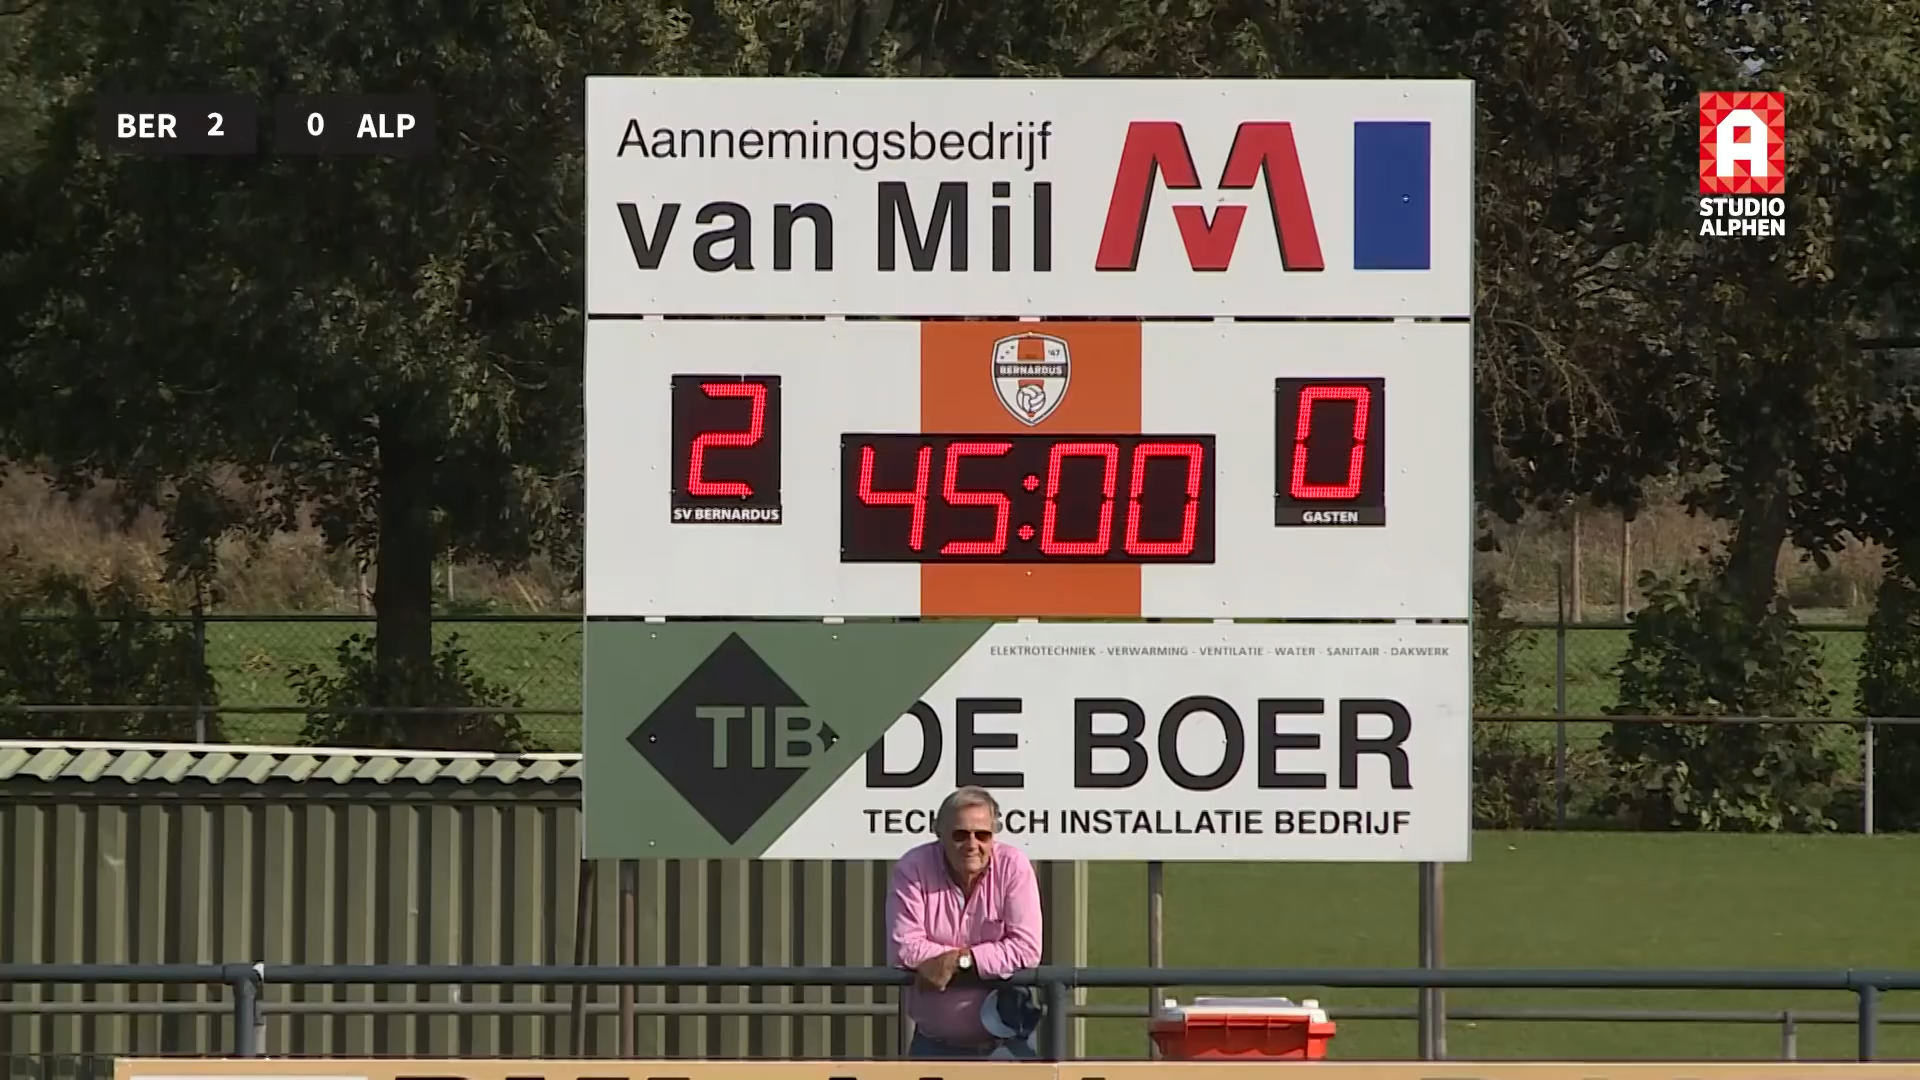 BER 2 0 ALP
STUDIO
ALPHEN
Aannemingsbedrijf
van Mil
'47
BERNARDUS
2
0
45:00
SV BERNARDUS
GASTEN
ELEKTROTECHNIEK - VERWARMING - VENTILATIE - WATER - SANITAIR - DAKWERK
TIB
DE BOER
INSTALLATIE BEDRIJF